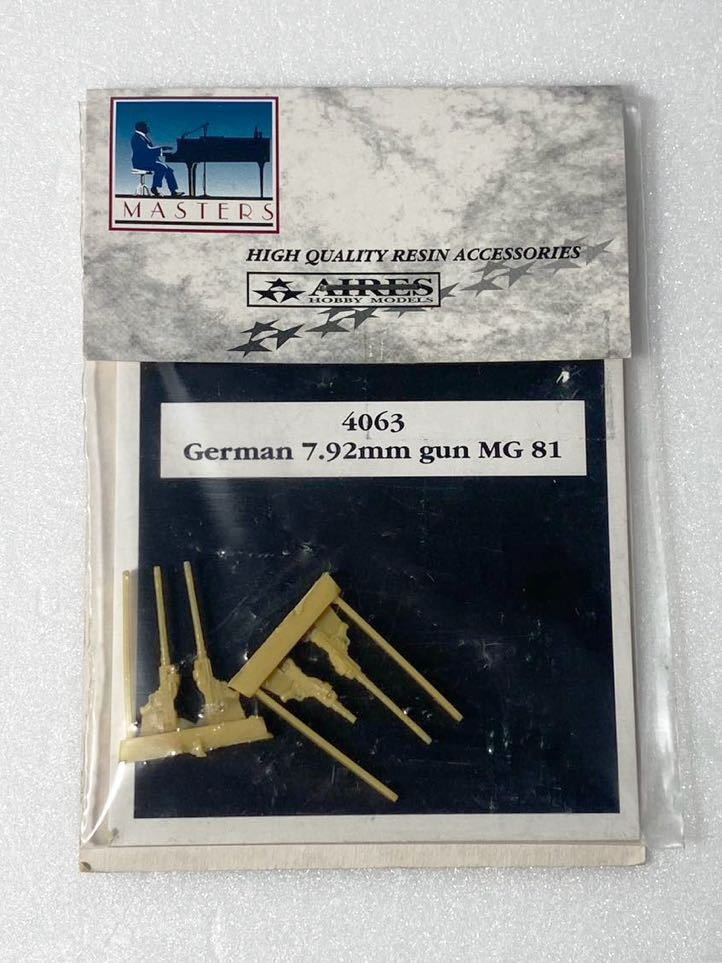 MASTERS
HIGH QUALITY RESIN ACCESSORIES
AIRES
HOBBY MODELS
4063
German 7.92mm gun MG 81